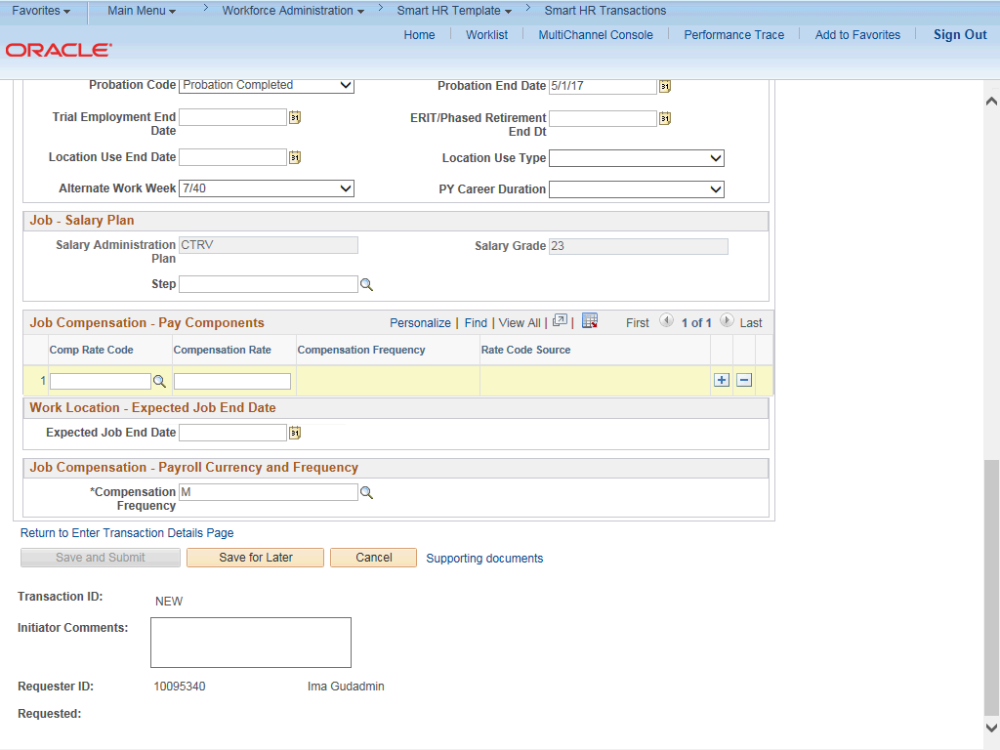 Favorites Main Menu > Workforce Administration > Smart HR Template > Smart HR Transactions
Home Worklist MultiChannel Console Performance Trace Add to Favorites Sign Out
ORACLE
Probation Code Probation Completed Probation End Date 5/1/17
Trial Employment End Date
ERIT/Phased Retirement End Dt
Location Use End Date Location Use Type
Alternate Work Week 7/40 PY Career Duration
Job - Salary Plan
Salary Administration Plan CTRV Salary Grade 23
Step
Job Compensation - Pay Components Personalize | Find | View All | | First 1 of 1 Last
Comp Rate Code Compensation Rate Compensation Frequency Rate Code Source
1
Work Location - Expected Job End Date
Expected Job End Date
Job Compensation - Payroll Currency and Frequency
*Compensation Frequency M
Return to Enter Transaction Details Page
Save and Submit Save for Later Cancel Supporting documents
Transaction ID: NEW
Initiator Comments:
Requester ID: 10095340 Ima Gudadmin
Requested: